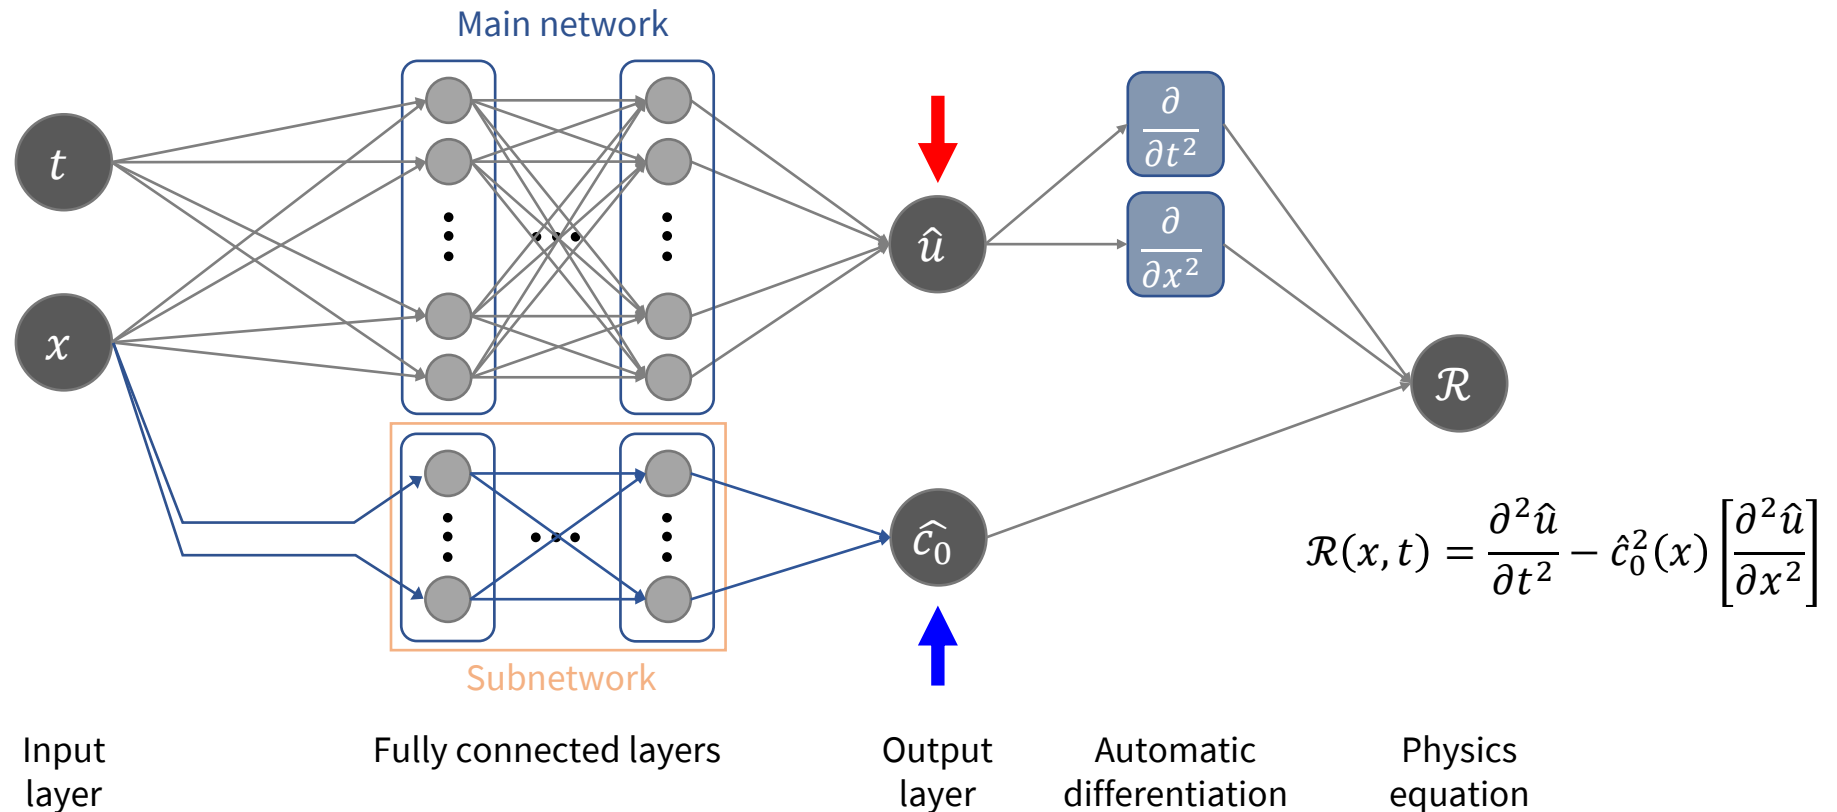 Main network
t
x
∂
∂t²
∂
∂x²
û
ℛ
ĉ₀
ℛ(x, t) = ∂²û/∂t² − ĉ₀²(x) [∂²û/∂x²]
Subnetwork
Input
layer
Fully connected layers
Output
layer
Automatic
differentiation
Physics
equation